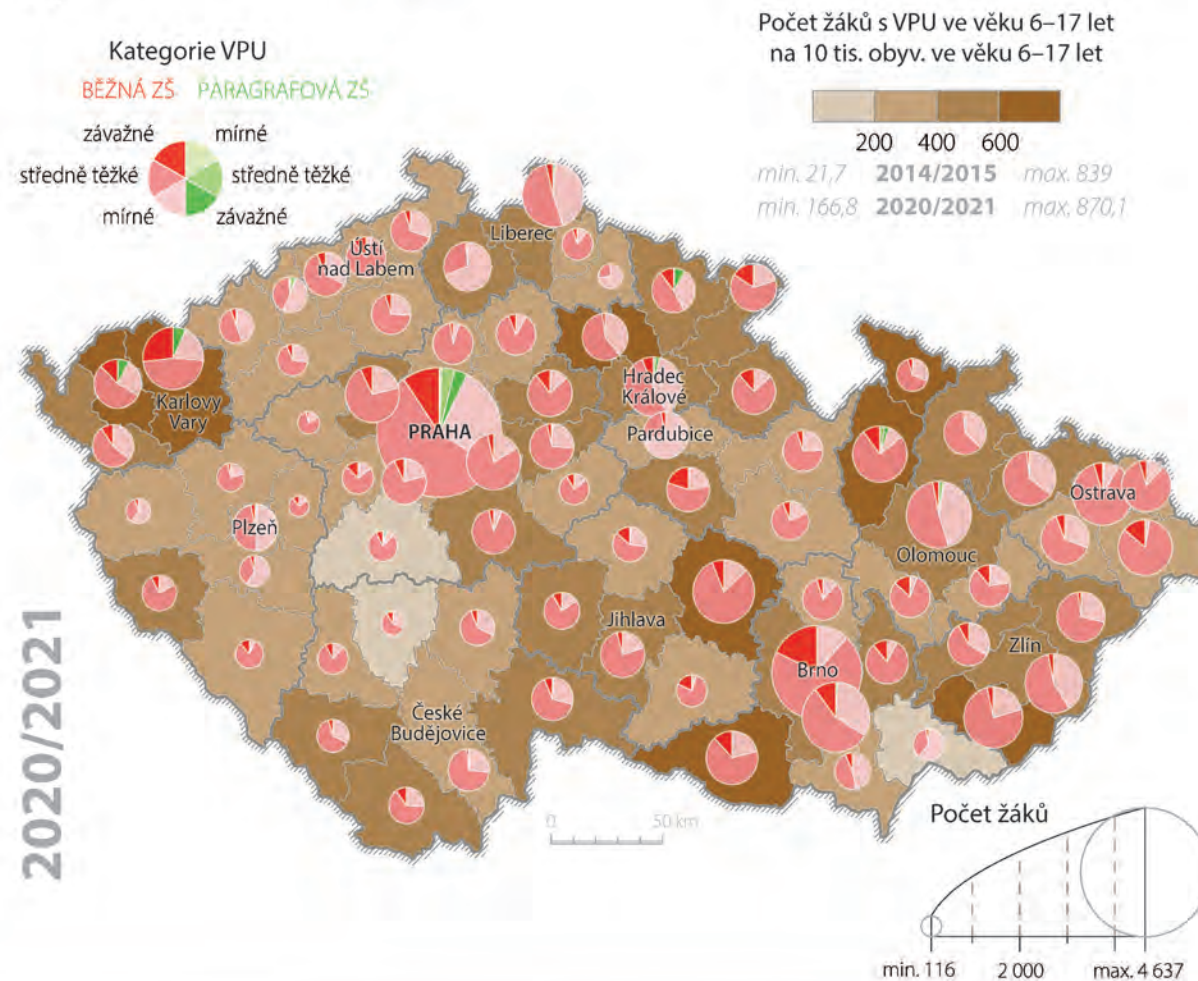 Kategorie VPU
BĚŽNÁ ZŠ PARAGRAFOVÁ ZŠ
závažné
mírné
středně těžké
středně těžké
mírné
závažné
Počet žáků s VPU ve věku 6–17 let
na 10 tis. obyv. ve věku 6–17 let
200 400 600
min. 21,7 2014/2015 max. 839
min. 166,8 2020/2021 max. 870,1
Liberec
Ústí
nad Labem
Karlovy
Vary
Hradec
Králové
PRAHA
Pardubice
Plzeň
Ostrava
Olomouc
Jihlava
Zlín
Brno
České
Budějovice
2020/2021
0 50 km
Počet žáků
min. 116 2 000 max. 4 637